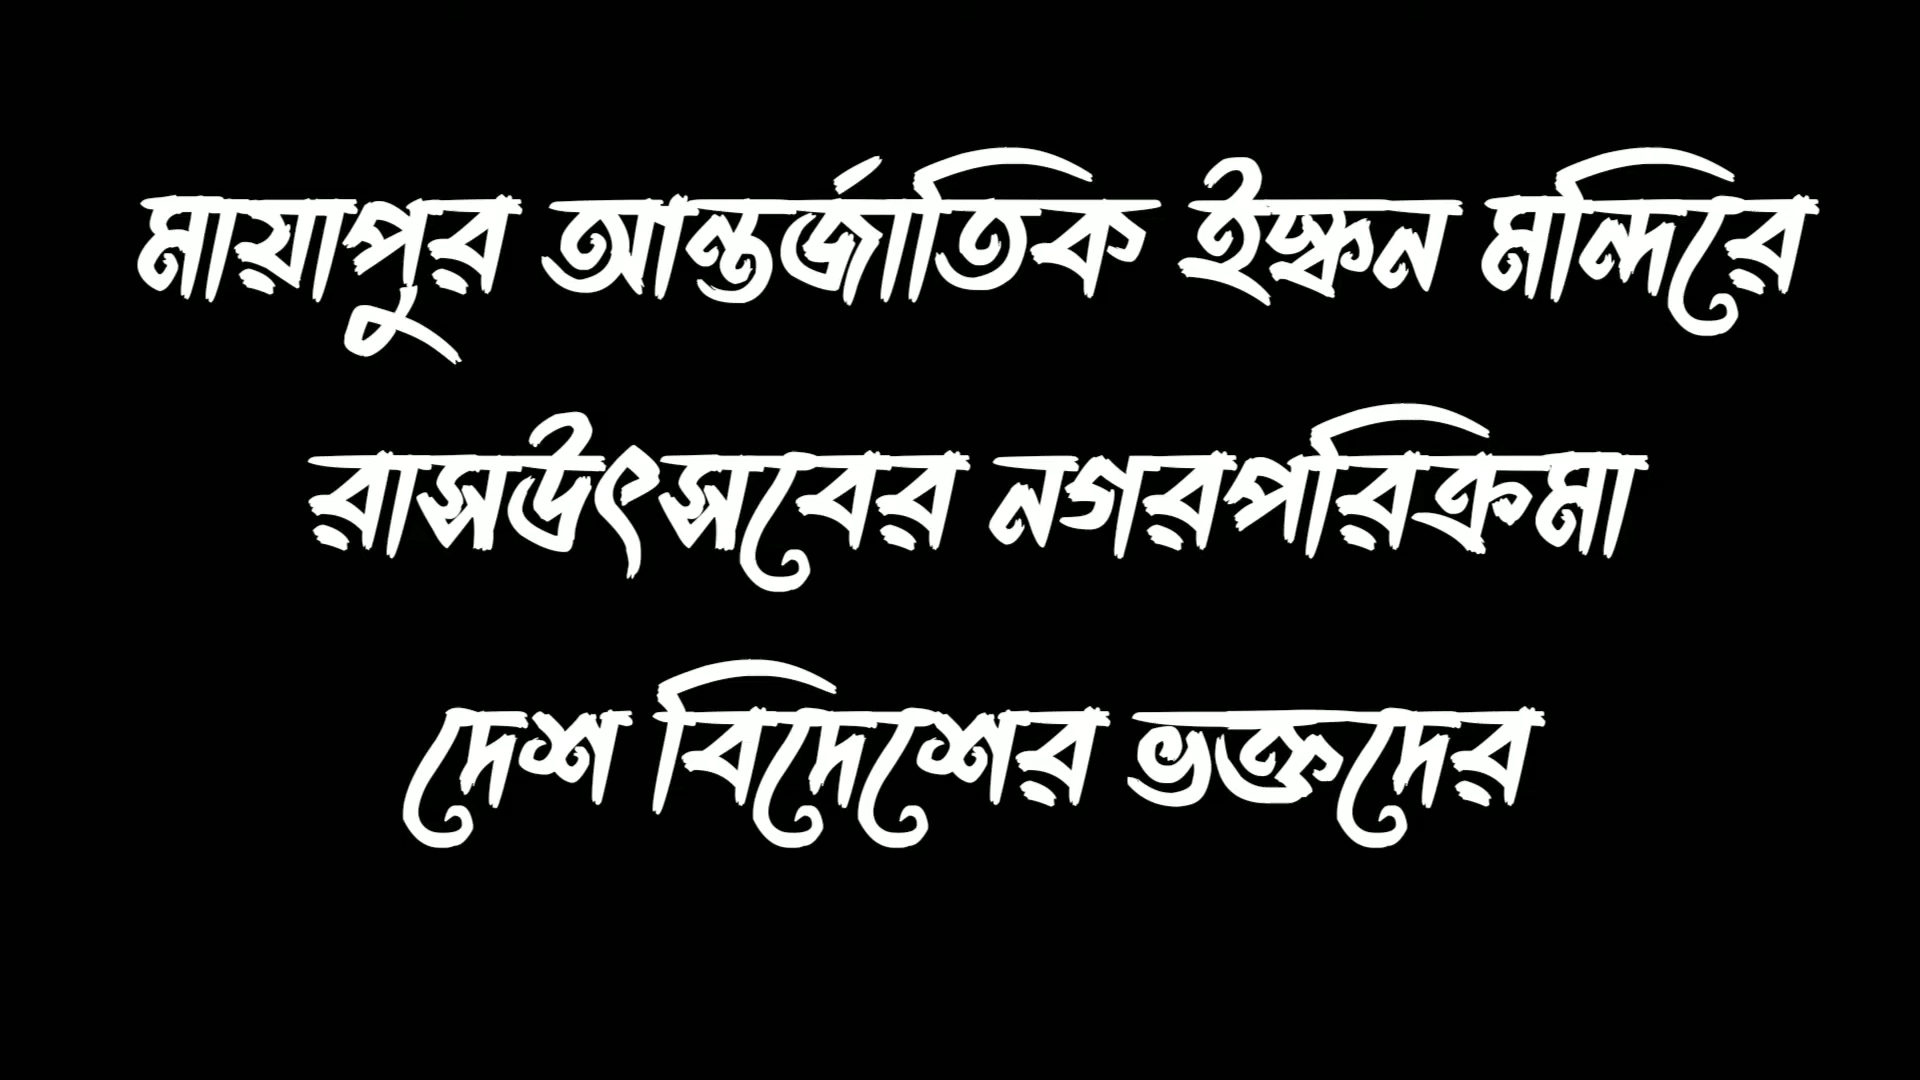 মায়াপুর আন্তর্জাতিক ইস্কন মন্দিরে
রাসউৎসবের নগরপরিক্রমা
দেশ বিদেশের ভক্তদের